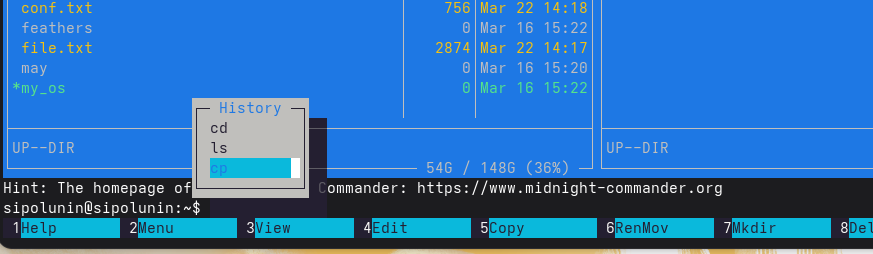 conf.txt 756 Mar 22 14:18
feathers 0 Mar 16 15:22
file.txt 2874 Mar 22 14:17
may 0 Mar 16 15:20
*my_os 0 Mar 16 15:22
History
cd
ls
cp
UP--DIR UP--DIR
54G / 148G (36%)
Hint: The homepage of Commander: https://www.midnight-commander.org
sipolunin@sipolunin:~$
1Help 2Menu 3View 4Edit 5Copy 6RenMov 7Mkdir 8Del